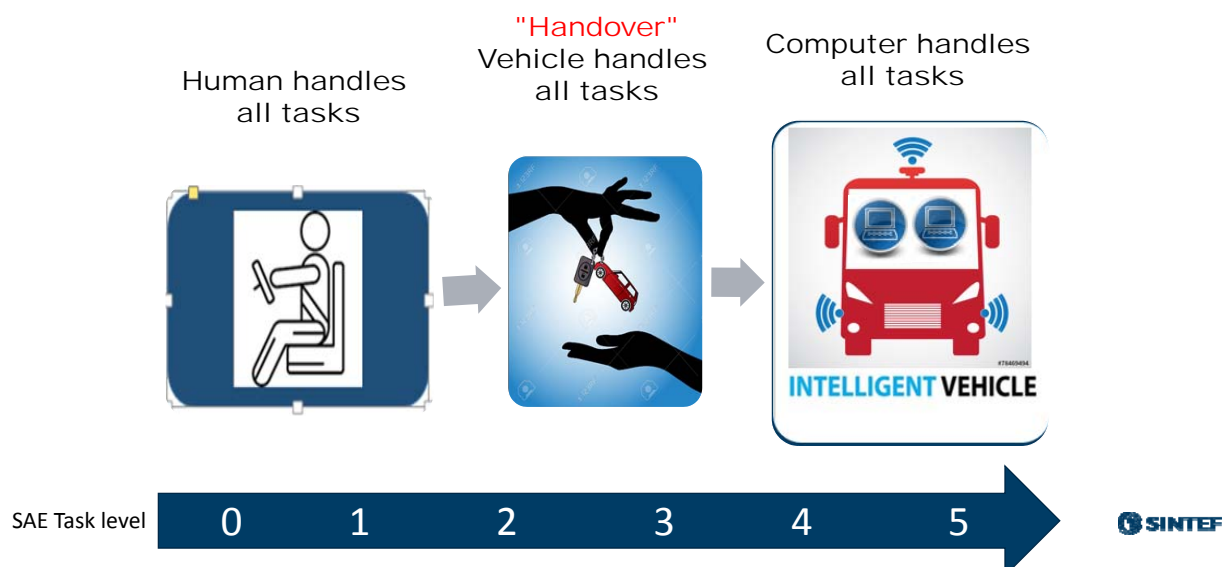 "Handover"
Vehicle handles
all tasks
Human handles
all tasks
Computer handles
all tasks
#78469494
INTELLIGENT VEHICLE
SAE Task level
0 1 2 3 4 5
SINTEF